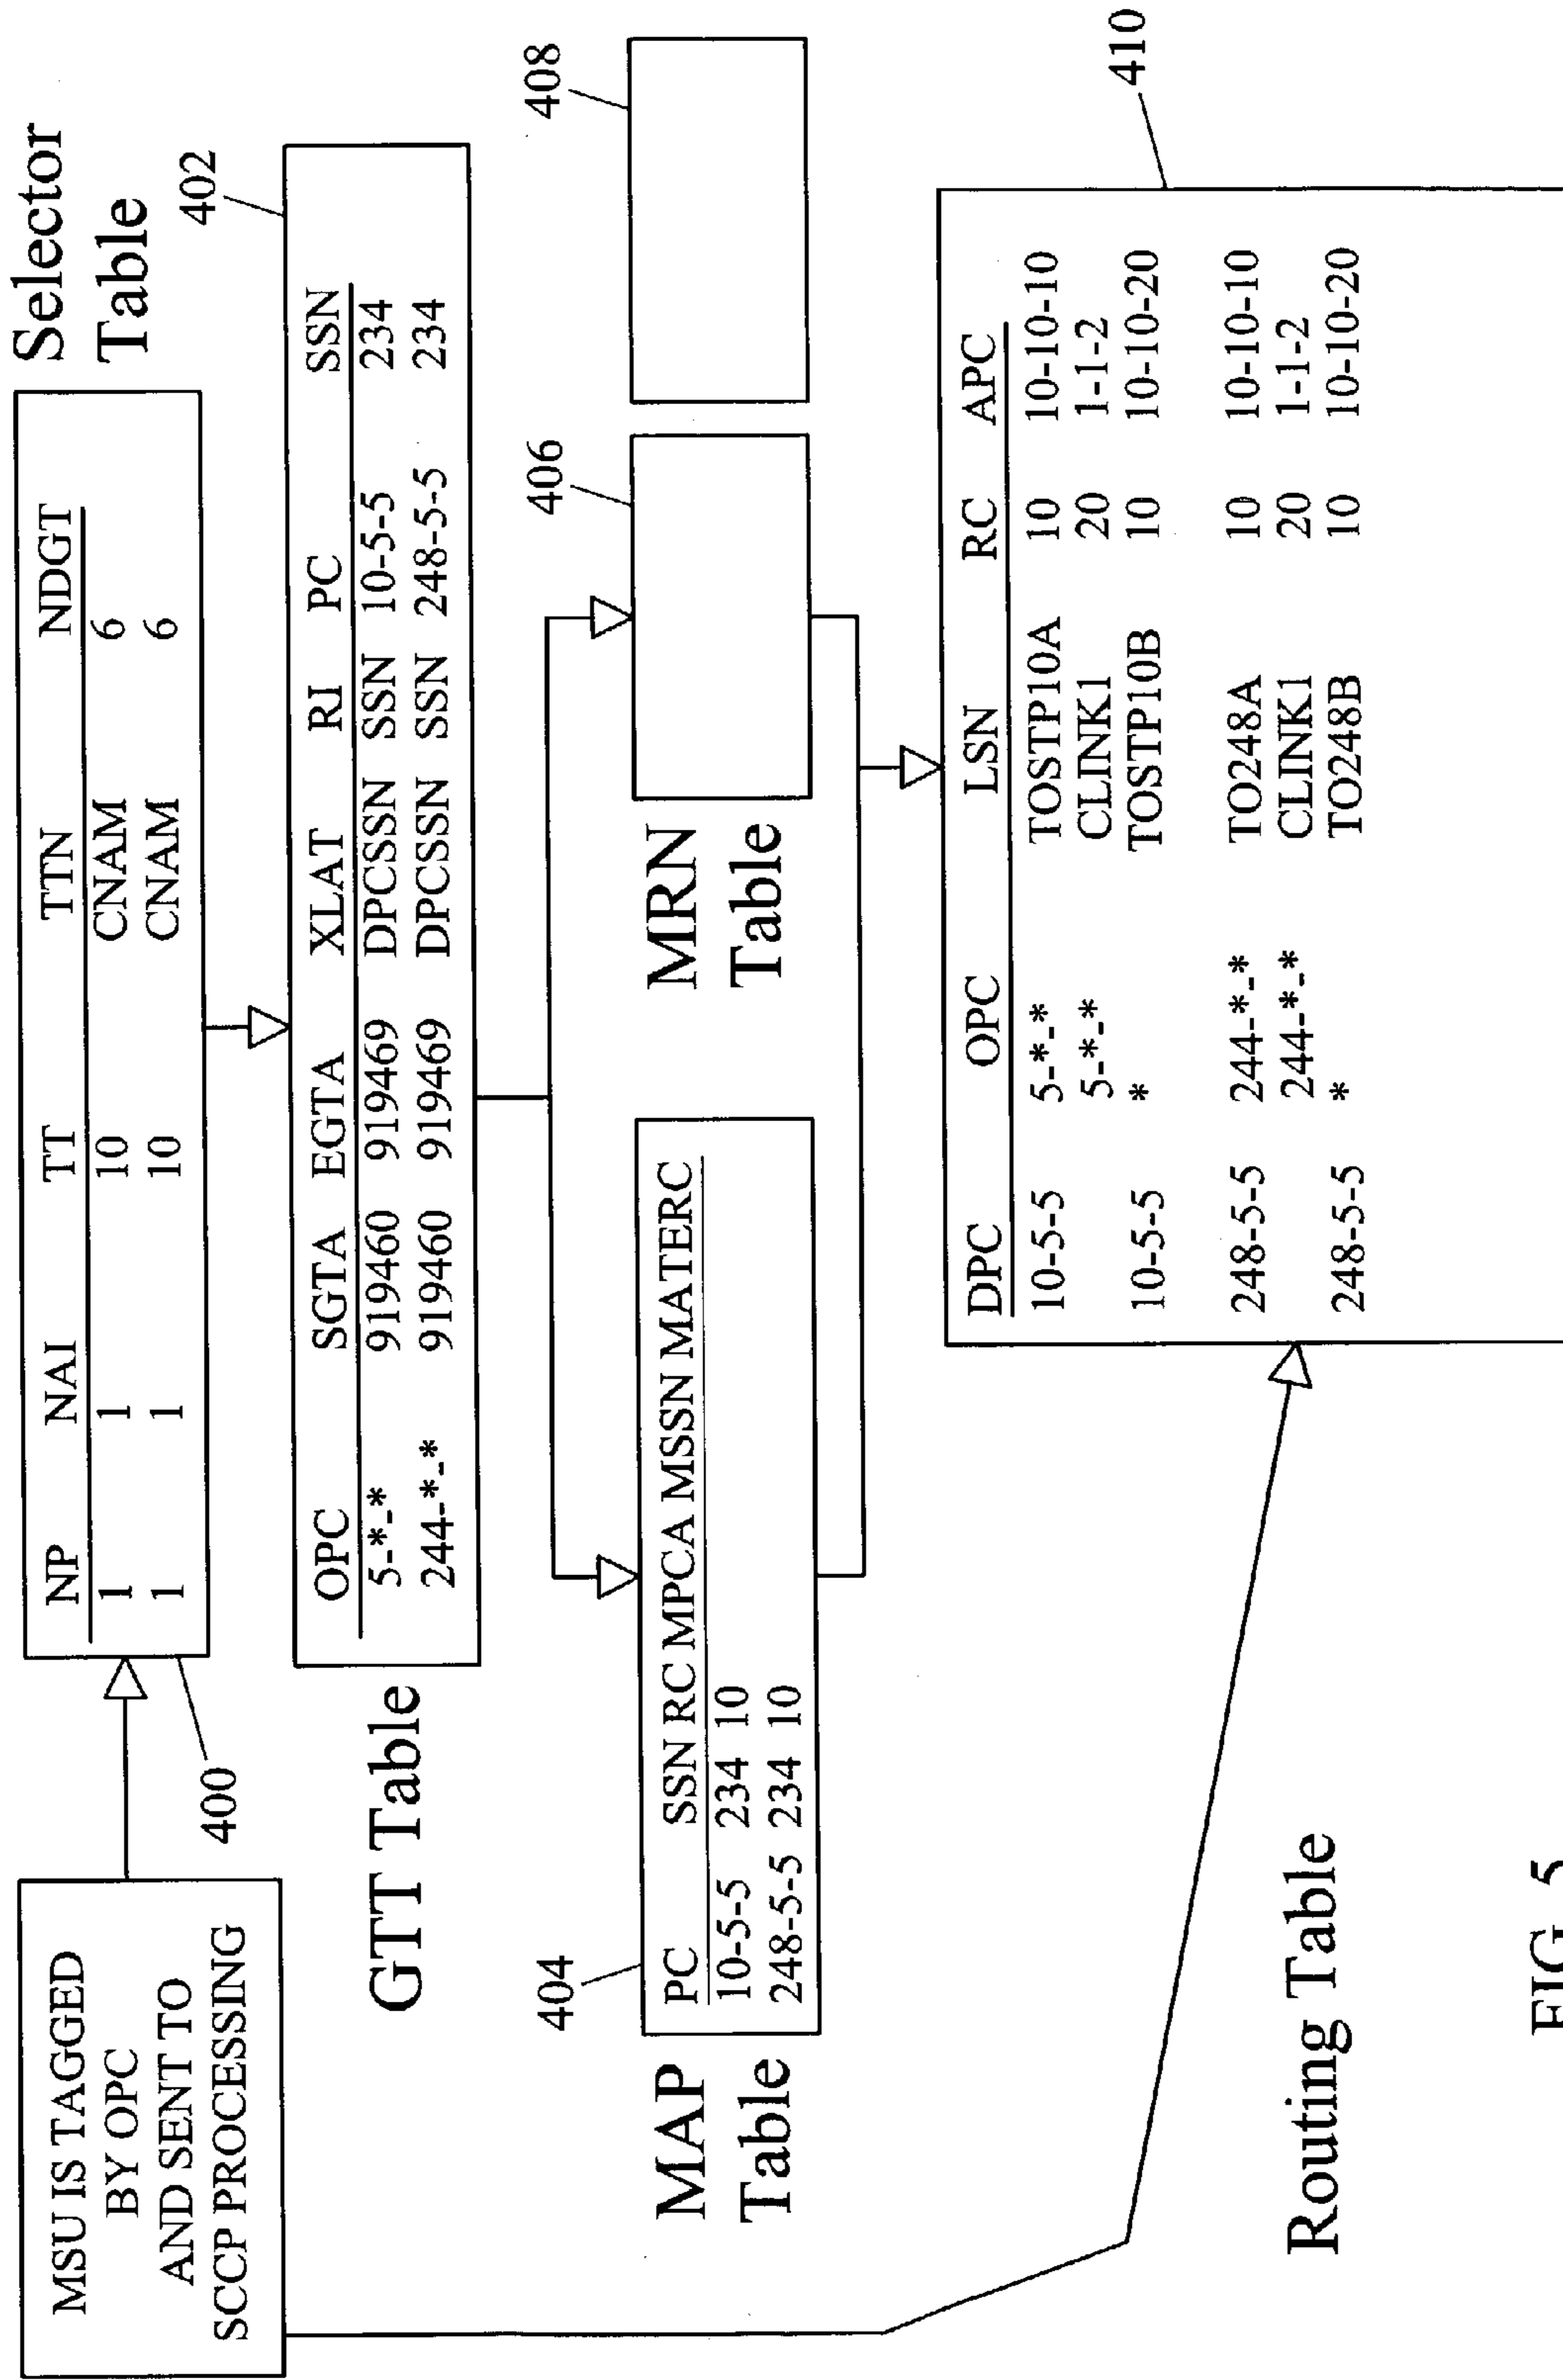 MSU IS TAGGED
BY OPC
AND SENT TO
SCCP PROCESSING
400
NP NAI TT TTN NDGT
1 1 10 CNAM 6
1 1 10 CNAM 6
Selector
Table
GTT Table
402
OPC SGTA EGTA XLAT RI PC SSN
5-*-* 919460 919469 DPCSSN SSN 10-5-5 234
244-*-* 919460 919469 DPCSSN SSN 248-5-5 234
MAP
Table
404
PC SSN RC MPCA MSSN MATERC
10-5-5 234 10
248-5-5 234 10
MRN
Table
406
408
Routing Table
410
DPC OPC LSN RC APC
10-5-5 5-*-* TOSTP10A 10 10-10-10
5-*-* CLINK1 20 1-1-2
10-5-5 * TOSTP10B 10 10-10-20
248-5-5 244-*-* TO248A 10 10-10-10
244-*-* CLINK1 20 1-1-2
248-5-5 * TO248B 10 10-10-20
FIG. 5